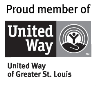 Proud member of
United
Way
United Way
of Greater St. Louis